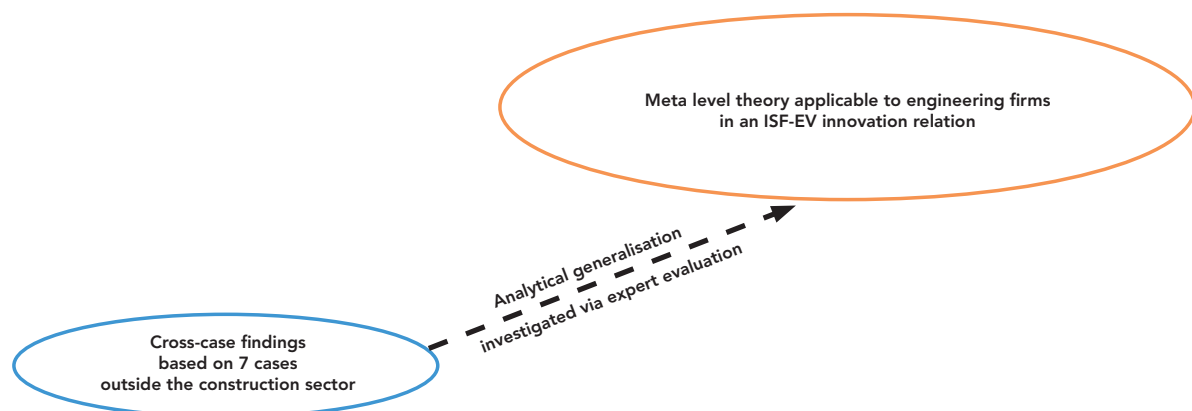 Meta level theory applicable to engineering firms
in an ISF-EV innovation relation
Analytical generalisation
investigated via expert evaluation
Cross-case findings
based on 7 cases
outside the construction sector